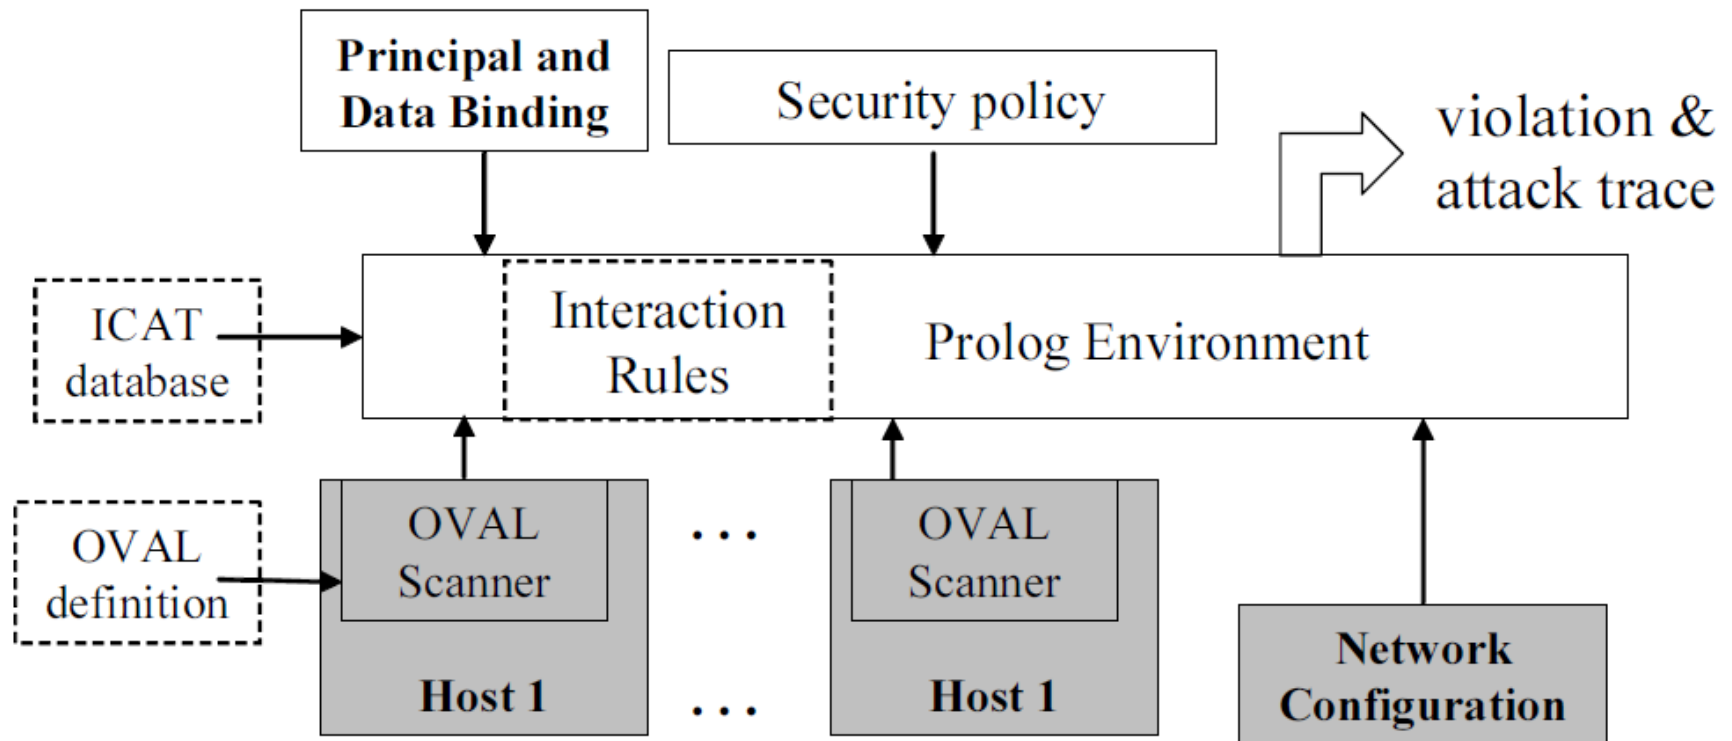 Principal and
Data Binding
Security policy
violation &
attack trace
ICAT
database
Interaction
Rules
Prolog Environment
OVAL
definition
OVAL
Scanner
...
OVAL
Scanner
Host 1
...
Host 1
Network
Configuration